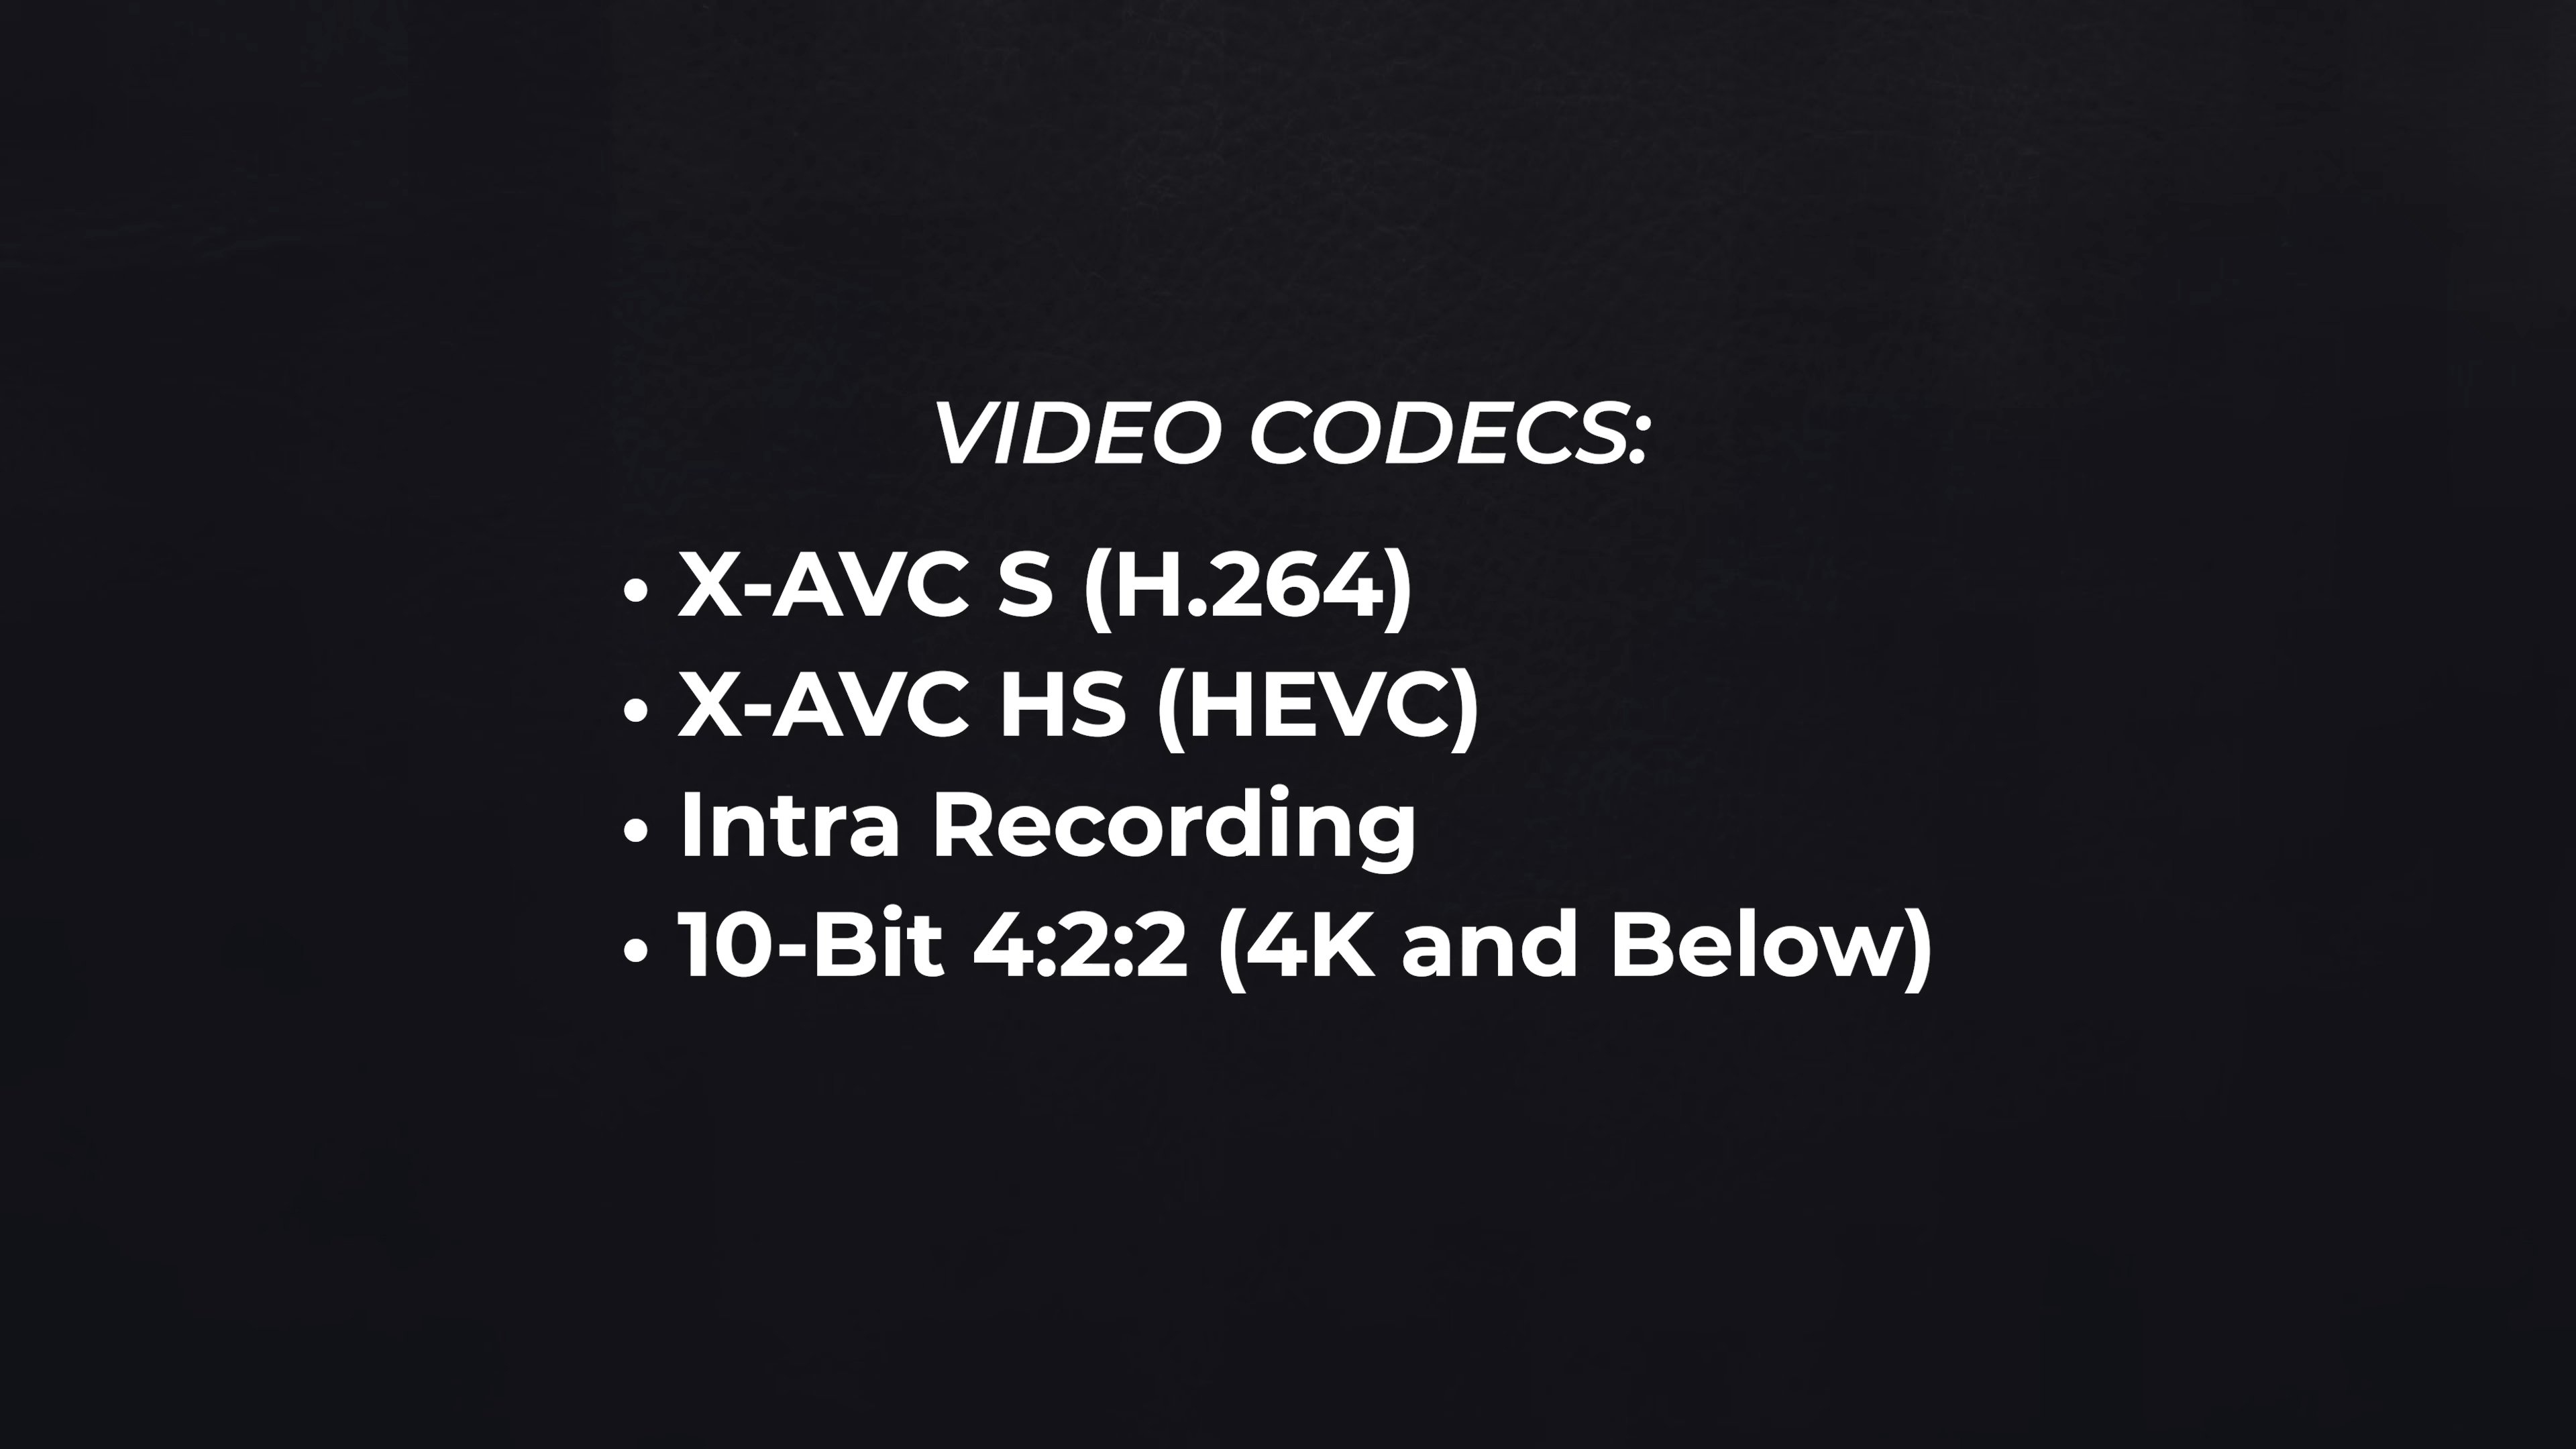 VIDEO CODECS:
• X-AVC S (H.264)
• X-AVC HS (HEVC)
• Intra Recording
• 10-Bit 4:2:2 (4K and Below)